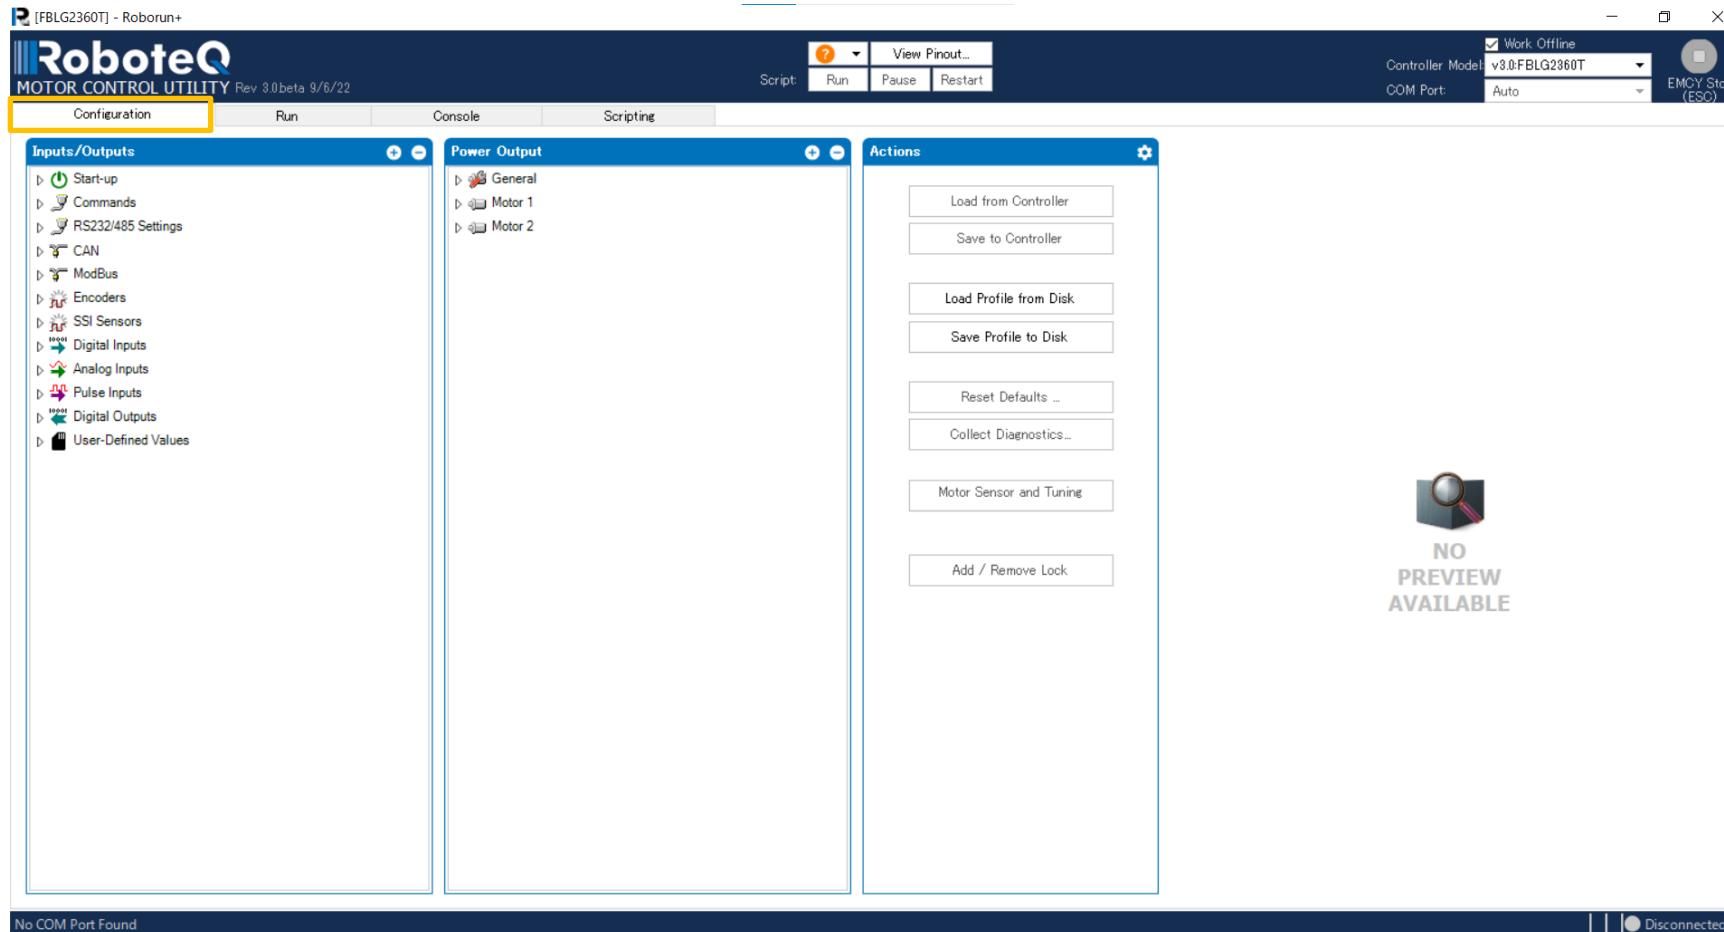 [FBLG2360T] - Roborun+
RoboteQ
MOTOR CONTROL UTILITY Rev 3.0beta 9/6/22
? View Pinout...
Script: Run Pause Restart
Work Offline
Controller Model: v3.0:FBLG2360T
COM Port: Auto
EMCY Sto
(ESC)
Configuration Run Console Scripting
Inputs/Outputs
Start-up
Commands
RS232/485 Settings
CAN
ModBus
Encoders
SSI Sensors
Digital Inputs
Analog Inputs
Pulse Inputs
Digital Outputs
User-Defined Values
Power Output
General
Motor 1
Motor 2
Actions
Load from Controller
Save to Controller
Load Profile from Disk
Save Profile to Disk
Reset Defaults ...
Collect Diagnostics...
Motor Sensor and Tuning
Add / Remove Lock
NO
PREVIEW
AVAILABLE
No COM Port Found
Disconnected